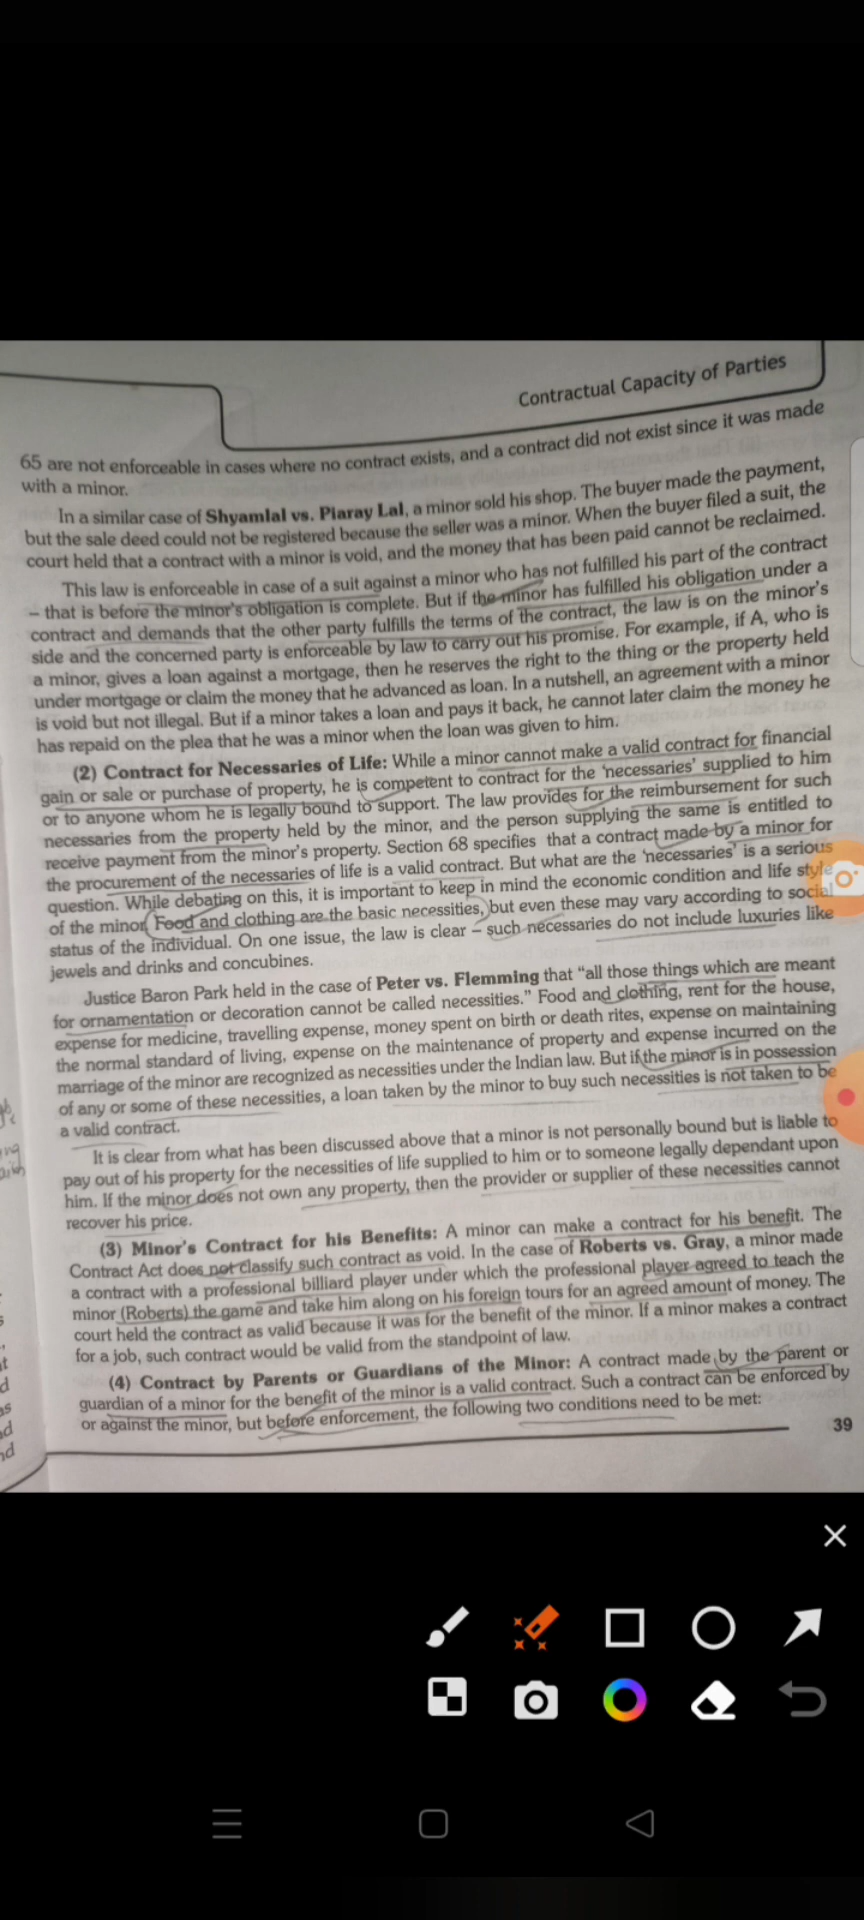 Contractual Capacity of Parties
65 are not enforceable in cases where no contract exists, and a contract did not exist since it was made
with a minor.
In a similar case of Shyamlal vs. Piaray Lal, a minor sold his shop. The buyer made the payment,
but the sale deed could not be registered because the seller was a minor. When the buyer filed a suit, the
court held that a contract with a minor is void, and the money that has been paid cannot be reclaimed.
This law is enforceable in case of a suit against a minor who has not fulfilled his part of the contract
– that is before the minor's obligation is complete. But if the minor has fulfilled his obligation under a
contract and demands that the other party fulfills the terms of the contract, the law is on the minor's
side and the concerned party is enforceable by law to carry out his promise. For example, if A, who is
a minor, gives a loan against a mortgage, then he reserves the right to the thing or the property held
under mortgage or claim the money that he advanced as loan. In a nutshell, an agreement with a minor
is void but not illegal. But if a minor takes a loan and pays it back, he cannot later claim the money he
has repaid on the plea that he was a minor when the loan was given to him.
(2) Contract for Necessaries of Life: While a minor cannot make a valid contract for financial
gain or sale or purchase of property, he is competent to contract for the 'necessaries' supplied to him
or to anyone whom he is legally bound to support. The law provides for the reimbursement for such
necessaries from the property held by the minor, and the person supplying the same is entitled to
receive payment from the minor's property. Section 68 specifies that a contract made by a minor for
the procurement of the necessaries of life is a valid contract. But what are the 'necessaries' is a serious
question. While debating on this, it is important to keep in mind the economic condition and life style
of the minor. Food and clothing are the basic necessities, but even these may vary according to social
status of the individual. On one issue, the law is clear – such necessaries do not include luxuries like
jewels and drinks and concubines.
Justice Baron Park held in the case of Peter vs. Flemming that "all those things which are meant
for ornamentation or decoration cannot be called necessities." Food and clothing, rent for the house,
expense for medicine, travelling expense, money spent on birth or death rites, expense on maintaining
the normal standard of living, expense on the maintenance of property and expense incurred on the
marriage of the minor are recognized as necessities under the Indian law. But if the minor is in possession
of any or some of these necessities, a loan taken by the minor to buy such necessities is not taken to be
a valid contract.
It is clear from what has been discussed above that a minor is not personally bound but is liable to
pay out of his property for the necessities of life supplied to him or to someone legally dependant upon
him. If the minor does not own any property, then the provider or supplier of these necessities cannot
recover his price.
(3) Minor's Contract for his Benefits: A minor can make a contract for his benefit. The
Contract Act does not classify such contract as void. In the case of Roberts vs. Gray, a minor made
a contract with a professional billiard player under which the professional player agreed to teach the
minor (Roberts) the game and take him along on his foreign tours for an agreed amount of money. The
court held the contract as valid because it was for the benefit of the minor. If a minor makes a contract
for a job, such contract would be valid from the standpoint of law.
(4) Contract by Parents or Guardians of the Minor: A contract made by the parent or
guardian of a minor for the benefit of the minor is a valid contract. Such a contract can be enforced by
or against the minor, but before enforcement, the following two conditions need to be met:
39